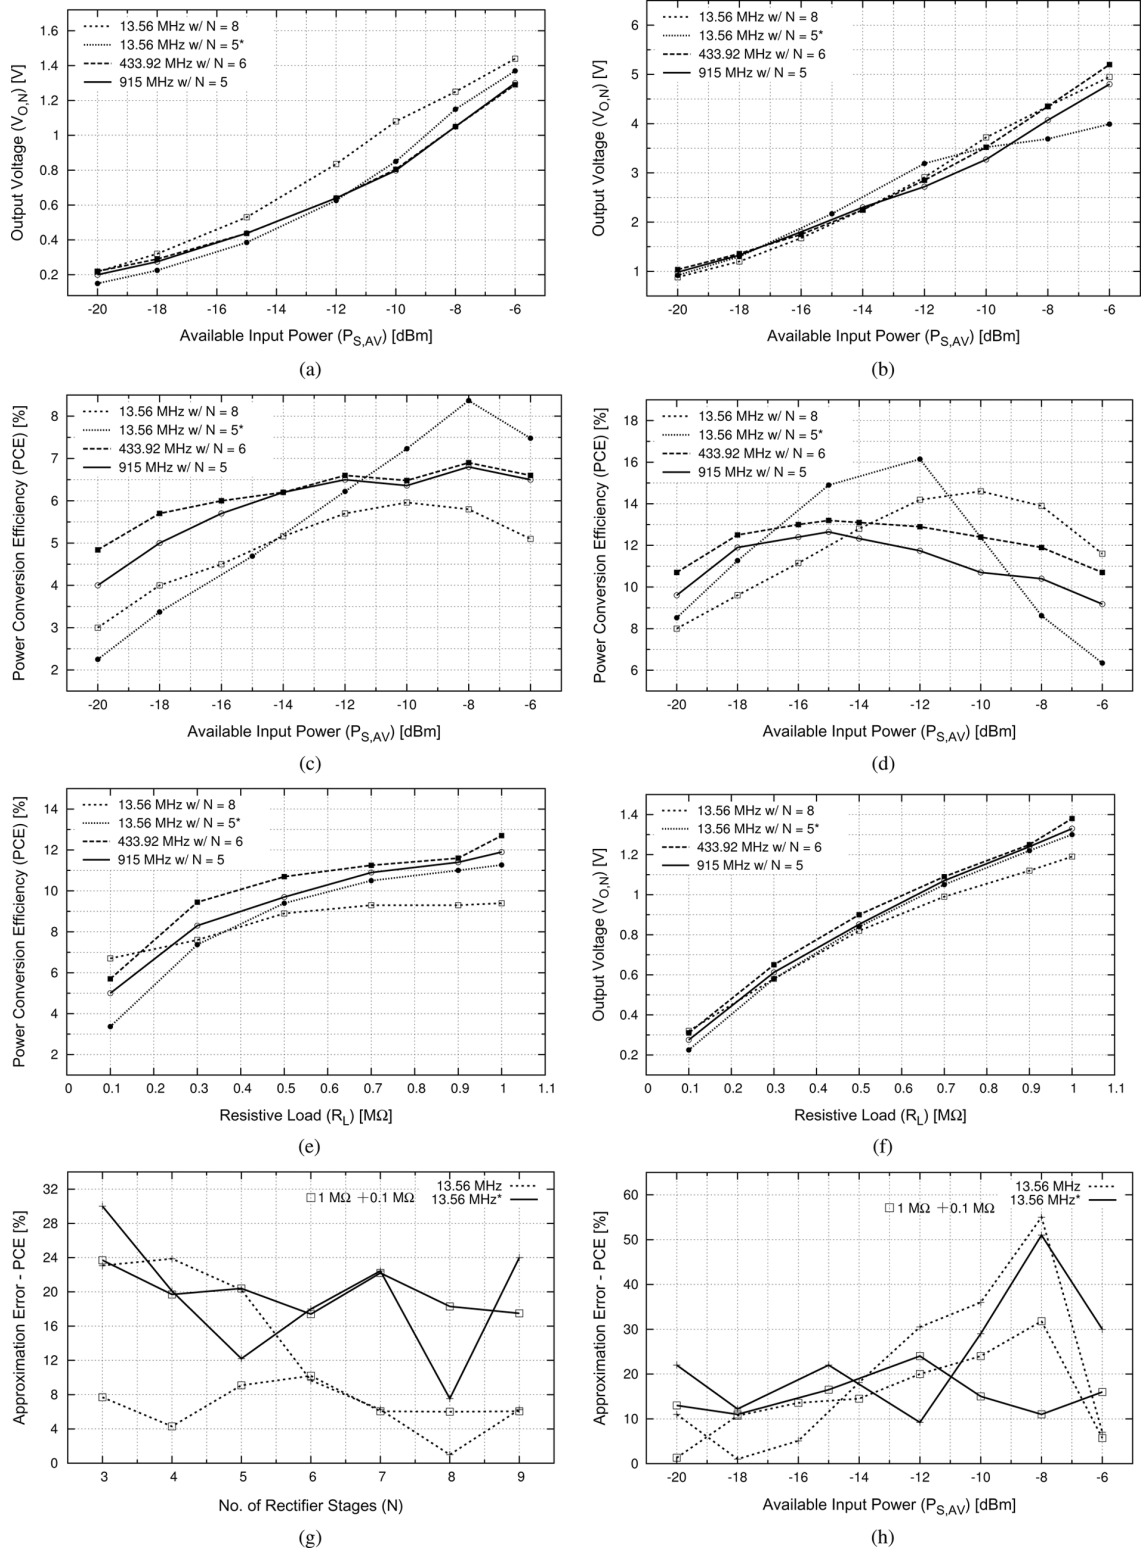 13.56 MHz w/ N = 8
13.56 MHz w/ N = 5*
433.92 MHz w/ N = 6
915 MHz w/ N = 5
Output Voltage (V_O,N) [V]
1.6
1.4
1.2
1
0.8
0.6
0.4
0.2
-20 -18 -16 -14 -12 -10 -8 -6
Available Input Power (P_S,AV) [dBm]
(a)
13.56 MHz w/ N = 8
13.56 MHz w/ N = 5*
433.92 MHz w/ N = 6
915 MHz w/ N = 5
Output Voltage (V_O,N) [V]
6
5
4
3
2
1
-20 -18 -16 -14 -12 -10 -8 -6
Available Input Power (P_S,AV) [dBm]
(b)
13.56 MHz w/ N = 8
13.56 MHz w/ N = 5*
433.92 MHz w/ N = 6
915 MHz w/ N = 5
Power Conversion Efficiency (PCE) [%]
8
7
6
5
4
3
2
-20 -18 -16 -14 -12 -10 -8 -6
Available Input Power (P_S,AV) [dBm]
(c)
13.56 MHz w/ N = 8
13.56 MHz w/ N = 5*
433.92 MHz w/ N = 6
915 MHz w/ N = 5
Power Conversion Efficiency (PCE) [%]
18
16
14
12
10
8
6
-20 -18 -16 -14 -12 -10 -8 -6
Available Input Power (P_S,AV) [dBm]
(d)
13.56 MHz w/ N = 8
13.56 MHz w/ N = 5*
433.92 MHz w/ N = 6
915 MHz w/ N = 5
Power Conversion Efficiency (PCE) [%]
14
12
10
8
6
4
2
0 0.1 0.3 0.5 0.7 0.9 1 1.1
Resistive Load (R_L) [MΩ]
(e)
13.56 MHz w/ N = 8
13.56 MHz w/ N = 5*
433.92 MHz w/ N = 6
915 MHz w/ N = 5
Output Voltage (V_O,N) [V]
1.4
1.2
1.0
0.8
0.6
0.4
0.2
0 0.1 0.3 0.5 0.7 0.9 1 1.1
Resistive Load (R_L) [MΩ]
(f)
13.56 MHz
1 MΩ 0.1 MΩ 13.56 MHz*
Approximation Error - PCE [%]
32
28
24
20
16
12
8
4
0
3 4 5 6 7 8 9
No. of Rectifier Stages (N)
(g)
13.56 MHz
1 MΩ 0.1 MΩ 13.56 MHz*
Approximation Error - PCE [%]
60
50
40
30
20
10
0
-20 -18 -16 -14 -12 -10 -8 -6
Available Input Power (P_S,AV) [dBm]
(h)